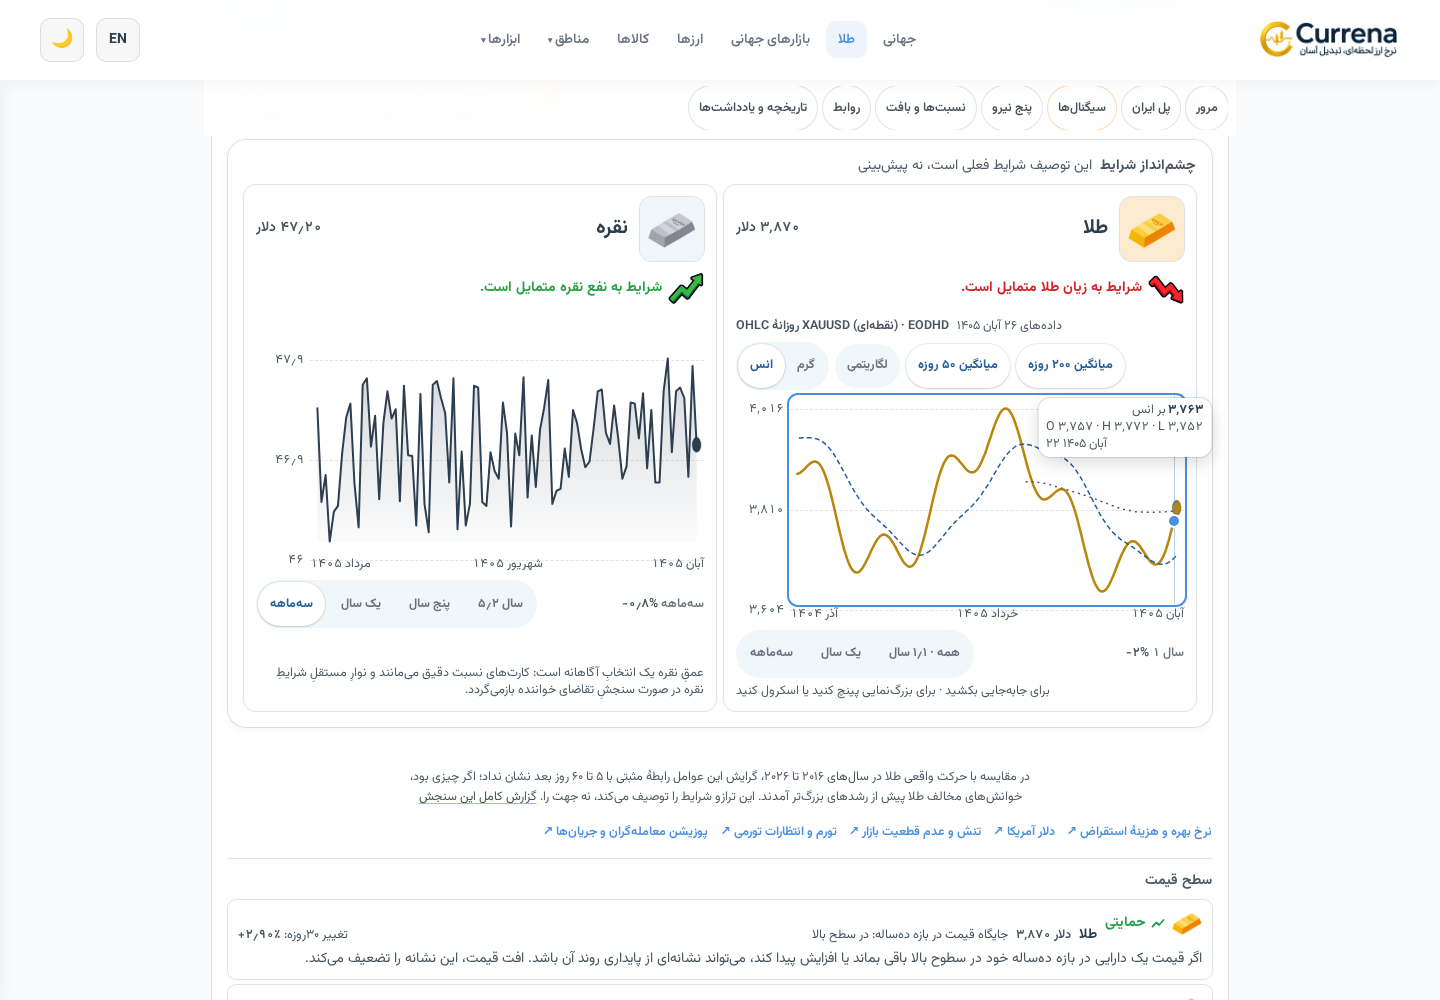 Currena
نرخ ارز لحظه‌ای، تبدیل آسان
جهانی
طلا
بازارهای جهانی
ارزها
کالاها
مناطق ▾
ابزارها ▾
EN
مرور
پل ایران
سیگنال‌ها
پنج نیرو
نسبت‌ها و بافت
روابط
تاریخچه و یادداشت‌ها
چشم‌انداز شرایط این توصیف شرایط فعلی است، نه پیش‌بینی
طلا
۳,۸۷۰ دلار
شرایط به زیان طلا متمایل است.
داده‌های ۲۶ آبان ۱۴۰۵ OHLC روزانهٔ XAUUSD (نقطه‌ای) · EODHD
میانگین ۲۰۰ روزه
میانگین ۵۰ روزه
لگاریتمی
گرم
انس
۳,۷۶۳ بر انس
O ۳,۷۵۷ · H ۳,۷۷۲ · L ۳,۷۵۲
۲۲ آبان ۱۴۰۵
۴,۰۱۶
۳,۸۱۰
۳,۶۰۴
آذر ۱۴۰۴
خرداد ۱۴۰۵
آبان ۱۴۰۵
سال ۱ ‎-۲%
همه · ۱٫۱ سال
یک سال
سه‌ماهه
برای جابه‌جایی بکشید · برای بزرگ‌نمایی پینچ کنید یا اسکرول کنید
نقره
۴۷٫۲۰ دلار
شرایط به نفع نقره متمایل است.
۴۷٫۹
۴۶٫۹
۴۶
مرداد ۱۴۰۵
شهریور ۱۴۰۵
آبان ۱۴۰۵
سه‌ماهه ‎-۰٫۸%
۵٫۲ سال
پنج سال
یک سال
سه‌ماهه
عمقِ نقره یک انتخابِ آگاهانه است: کارت‌های نسبت دقیق می‌مانند و نوارِ مستقلِ شرایطِ
نقره در صورت سنجشِ تقاضای خواننده بازمی‌گردد.
در مقایسه با حرکت واقعی طلا در سال‌های ۲۰۱۶ تا ۲۰۲۶، گرایش این عوامل رابطهٔ مثبتی با ۵ تا ۶۰ روز بعد نشان نداد؛ اگر چیزی بود،
خوانش‌های مخالف طلا پیش از رشدهای بزرگ‌تر آمدند. این ترازو شرایط را توصیف می‌کند، نه جهت را. گزارش کامل این سنجش
نرخ بهره و هزینهٔ استقراض ↗
دلار آمریکا ↗
تنش و عدم قطعیت بازار ↗
تورم و انتظارات تورمی ↗
پوزیشن معامله‌گران و جریان‌ها ↗
سطح قیمت
حمایتی
طلا دلار ۳,۸۷۰ جایگاه قیمت در بازه ده‌ساله: در سطح بالا
تغییر ۳۰روزه: ‎+۲٫۹۰٪
اگر قیمت یک دارایی در بازه ده‌ساله خود در سطوح بالا باقی بماند یا افزایش پیدا کند، می‌تواند نشانه‌ای از پایداری روند آن باشد. افت قیمت، این نشانه را تضعیف می‌کند.